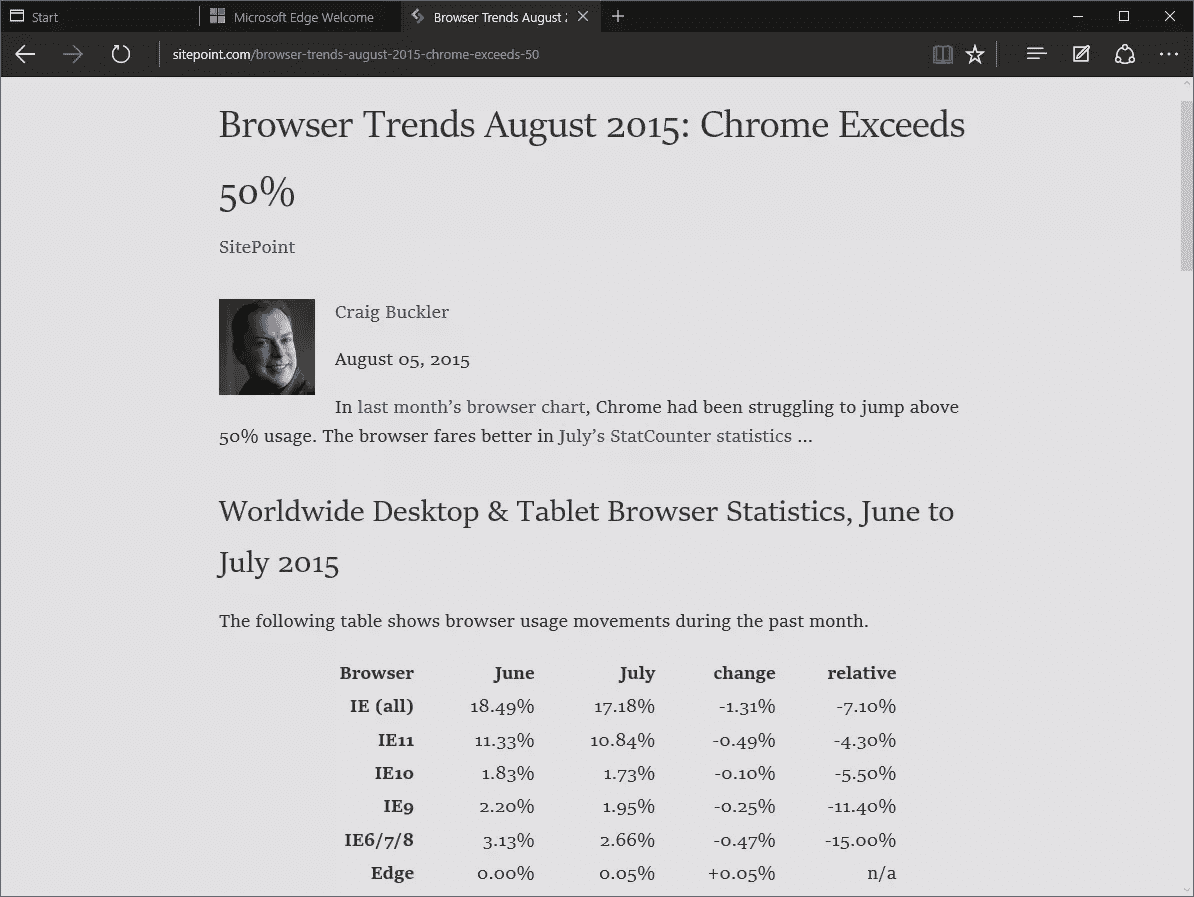 Start Microsoft Edge Welcome Browser Trends August 2
sitepoint.com/browser-trends-august-2015-chrome-exceeds-50
Browser Trends August 2015: Chrome Exceeds
50%
SitePoint
Craig Buckler
August 05, 2015
In last month’s browser chart, Chrome had been struggling to jump above
50% usage. The browser fares better in July’s StatCounter statistics ...
Worldwide Desktop & Tablet Browser Statistics, June to
July 2015
The following table shows browser usage movements during the past month.
Browser June July change relative
IE (all) 18.49% 17.18% -1.31% -7.10%
IE11 11.33% 10.84% -0.49% -4.30%
IE10 1.83% 1.73% -0.10% -5.50%
IE9 2.20% 1.95% -0.25% -11.40%
IE6/7/8 3.13% 2.66% -0.47% -15.00%
Edge 0.00% 0.05% +0.05% n/a